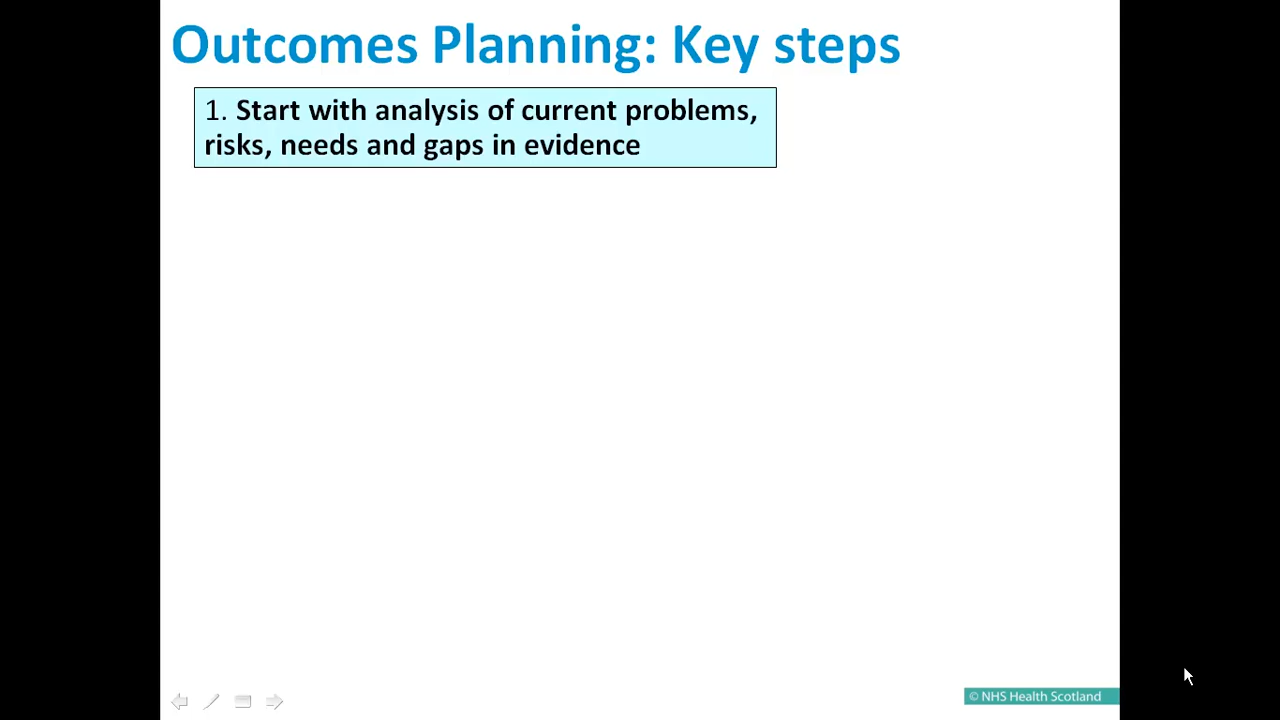 Outcomes Planning: Key steps
1. Start with analysis of current problems,
risks, needs and gaps in evidence
© NHS Health Scotland